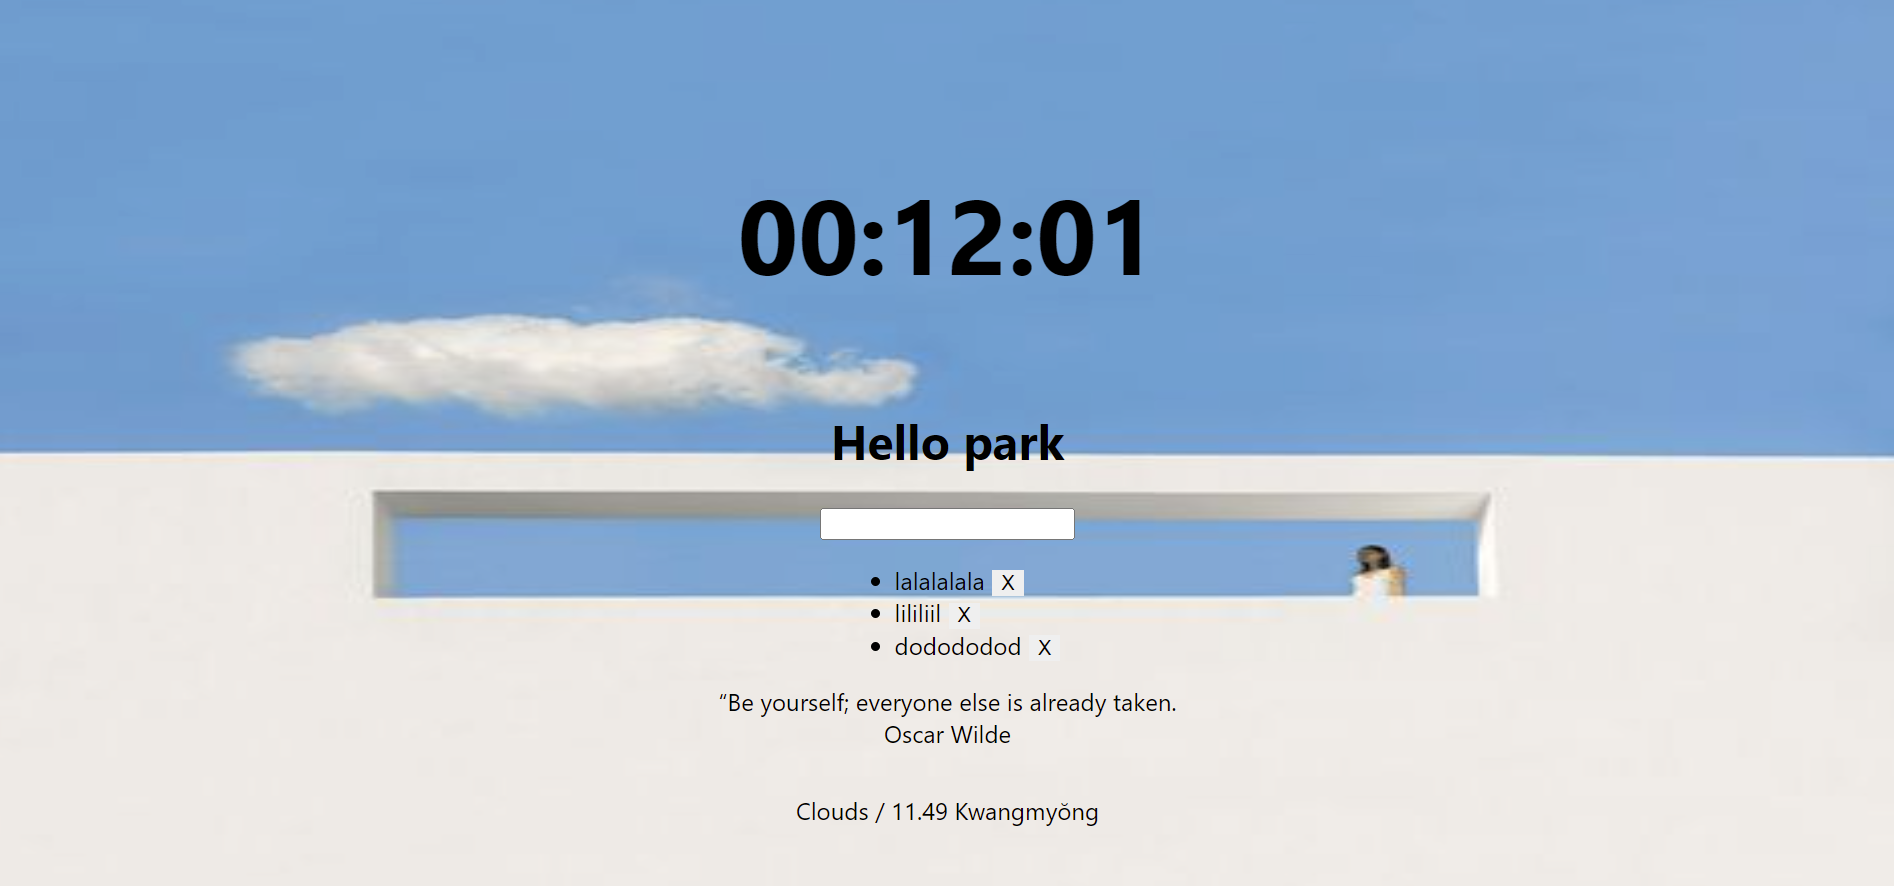 00:12:01
Hello park
lalalalala X
lililiil X
dodododod X
“Be yourself; everyone else is already taken.
Oscar Wilde
Clouds / 11.49 Kwangmyŏng